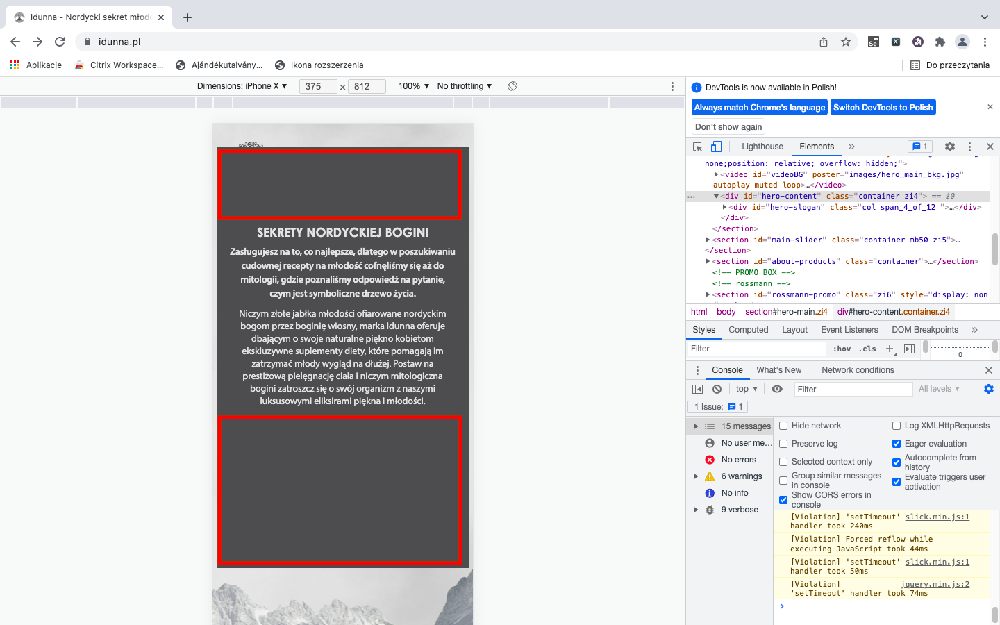 Idunna - Nordycki sekret młodo
idunna.pl
Se
Aplikacje
Citrix Workspace...
Ajándékutalvány...
Ikona rozszerzenia
Do przeczytania
Dimensions: iPhone X ▼ 375 × 812 100% ▼ No throttling ▼
SEKRETY NORDYCKIEJ BOGINI
Zasługujesz na to, co najlepsze, dlatego w poszukiwaniu
cudownej recepty na młodość cofnęliśmy się aż do
mitologii, gdzie poznaliśmy odpowiedź na pytanie,
czym jest symboliczne drzewo życia.
Niczym złote jabłka młodości ofiarowane nordyckim
bogom przez boginię wiosny, marka Idunna oferuje
dbającym o swoje naturalne piękno kobietom
ekskluzywne suplementy diety, które pomagają im
zatrzymać młody wygląd na dłużej. Postaw na
prestiżową pielęgnację ciała i niczym mitologiczna
bogini zatroszcz się o swój organizm z naszymi
luksusowymi eliksirami piękna i młodości.
DevTools is now available in Polish!
Always match Chrome's language
Switch DevTools to Polish
Don't show again
Lighthouse Elements » 1
none;position: relative; overflow: hidden;">
<video id="videoBG" poster="images/hero_main_bkg.jpg"
autoplay muted loop>…</video>
<div id="hero-content" class="container zi4"> == $0
<div id="hero-slogan" class="col span_4_of_12 ">…</div>
</div>
</section>
<section id="main-slider" class="container mb50 zi5">…
</section>
<section id="about-products" class="container">…</section>
<!-- PROMO BOX -->
<!-- rossmann -->
<section id="rossmann-promo" class="zi6" style="display: non
html body section#hero-main.zi4 div#hero-content.container.zi4
Styles Computed Layout Event Listeners DOM Breakpoints »
Filter :hov .cls +
0
Console What's New Network conditions
top ▼ Filter All levels ▼
1 Issue: 1
15 messages
No user me...
No errors
6 warnings
No info
9 verbose
Hide network
Log XMLHttpRequests
Preserve log
Eager evaluation
Selected context only
Autocomplete from
history
Group similar messages
in console
Evaluate triggers user
activation
Show CORS errors in
console
[Violation] 'setTimeout' slick.min.js:1
handler took 240ms
[Violation] Forced reflow while
executing JavaScript took 44ms
[Violation] 'setTimeout' slick.min.js:1
handler took 50ms
[Violation] jquery.min.js:2
'setTimeout' handler took 74ms